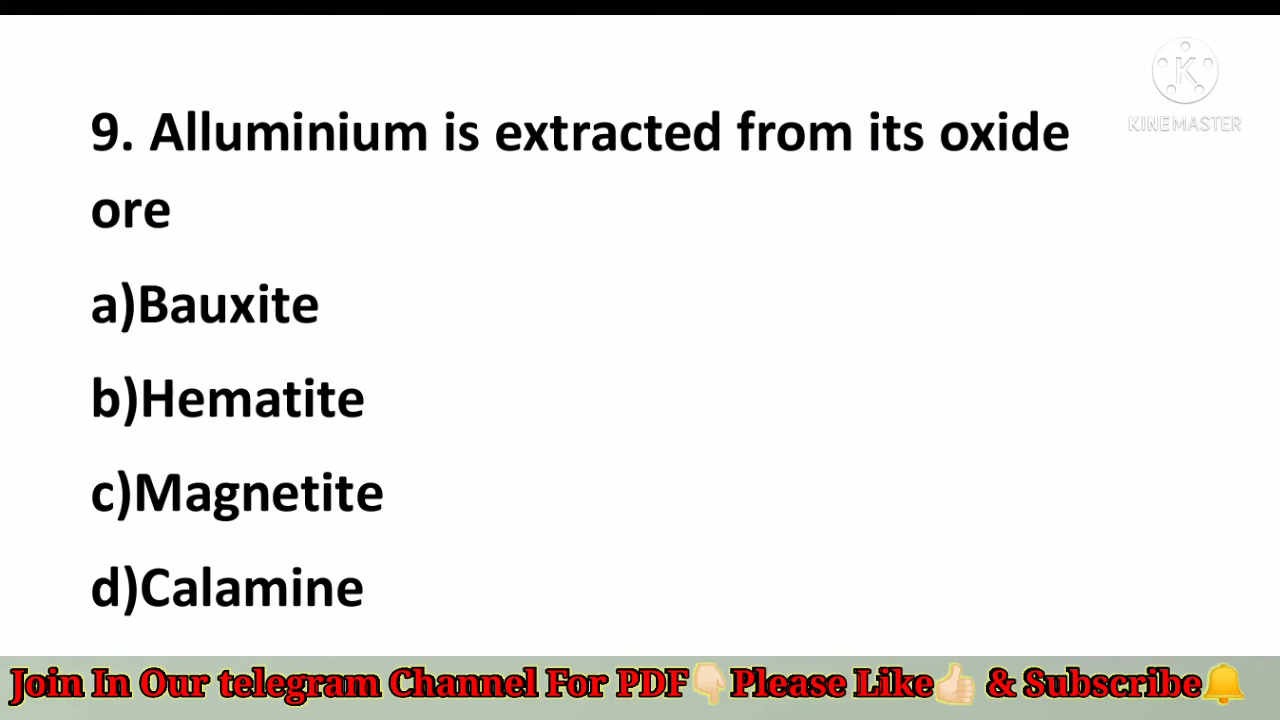 KINEMASTER
9. Alluminium is extracted from its oxide
ore
a)Bauxite
b)Hematite
c)Magnetite
d)Calamine
Join In Our telegram Channel For PDF👇🏻Please Like👍🏻 & Subscribe🔔